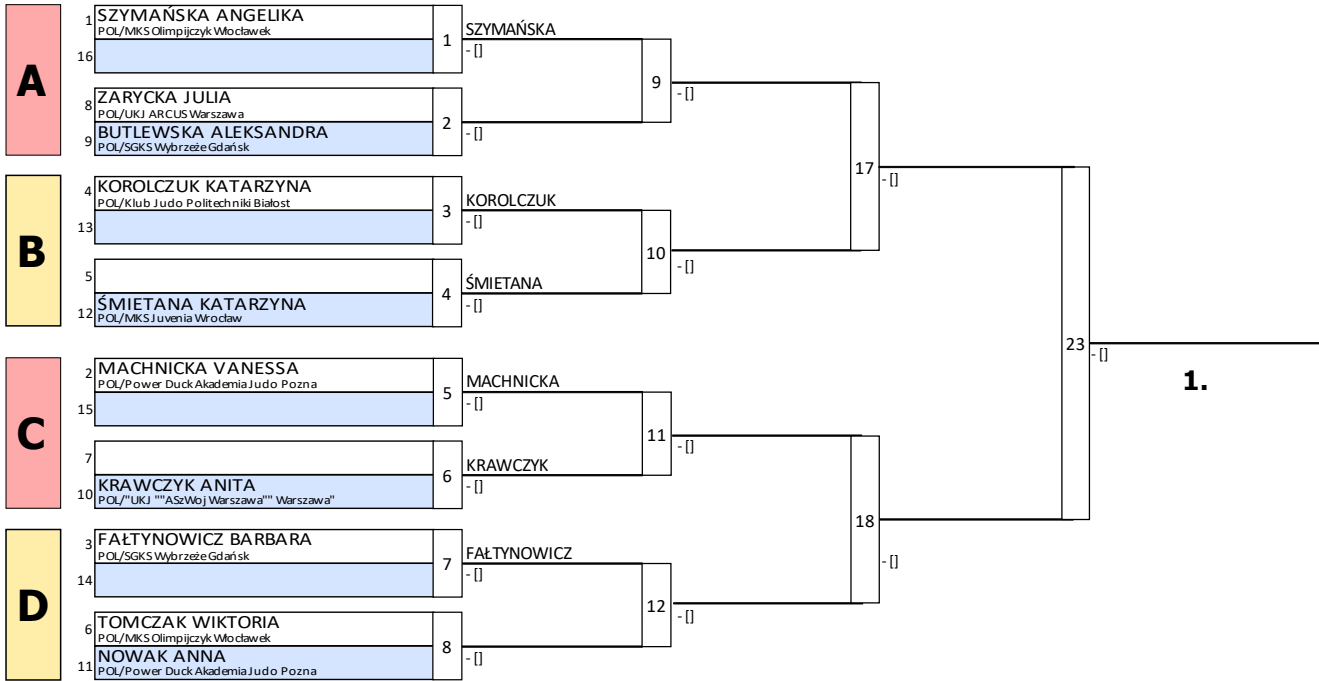 A
1 SZYMAŃSKA ANGELIKA
POL/MKS Olimpijczyk Włocławek
16
1
SZYMAŃSKA
- []
8 ZARYCKA JULIA
POL/UKJ ARCUS Warszawa
9 BUTLEWSKA ALEKSANDRA
POL/SGKS Wybrzeże Gdańsk
2
- []
9
- []
B
4 KOROLCZUK KATARZYNA
POL/Klub Judo Politechniki Białost
13
3
KOROLCZUK
- []
5
12 ŚMIETANA KATARZYNA
POL/MKS Juvenia Wrocław
4
ŚMIETANA
- []
10
- []
17
- []
C
2 MACHNICKA VANESSA
POL/Power Duck Akademia Judo Pozna
15
5
MACHNICKA
- []
7
10 KRAWCZYK ANITA
POL/"UKJ ""ASzWoj Warszawa"" Warszawa"
6
KRAWCZYK
- []
11
- []
D
3 FAŁTYNOWICZ BARBARA
POL/SGKS Wybrzeże Gdańsk
14
7
FAŁTYNOWICZ
- []
6 TOMCZAK WIKTORIA
POL/MKS Olimpijczyk Włocławek
11 NOWAK ANNA
POL/Power Duck Akademia Judo Pozna
8
- []
12
- []
18
- []
23
- []
1.